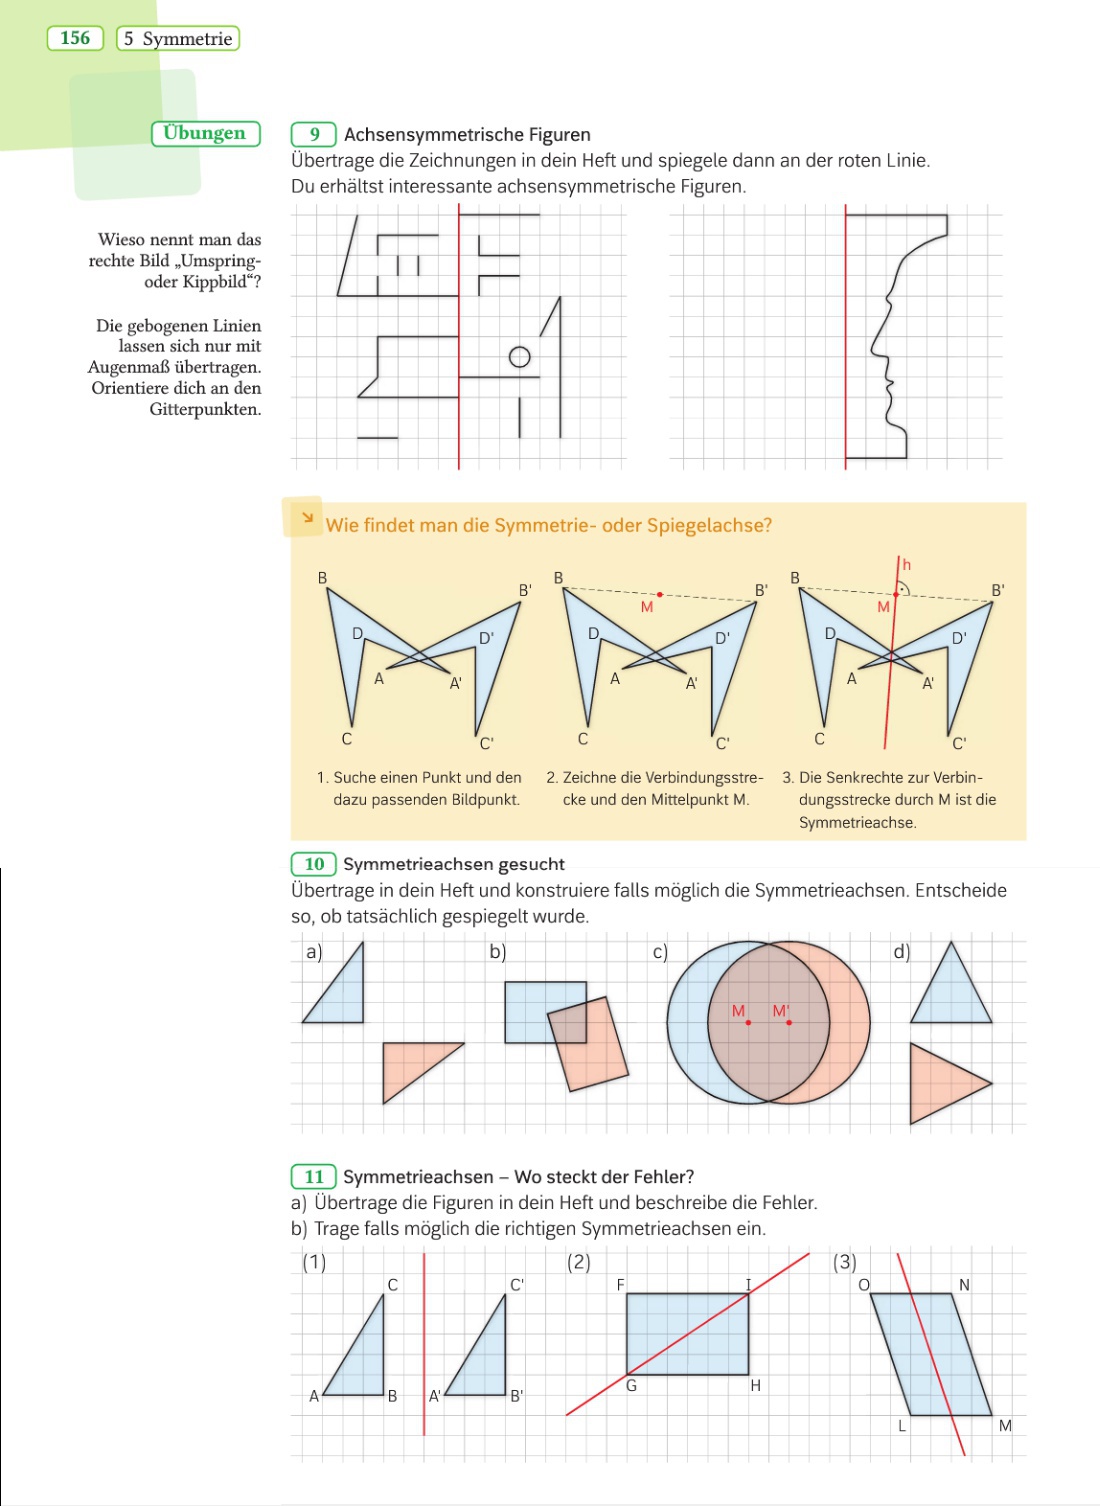 156 5 Symmetrie
Übungen
9 Achsensymmetrische Figuren
Übertrage die Zeichnungen in dein Heft und spiegele dann an der roten Linie.
Du erhältst interessante achsensymmetrische Figuren.
Wieso nennt man das
rechte Bild „Umspring-
oder Kippbild“?
Die gebogenen Linien
lassen sich nur mit
Augenmaß übertragen.
Orientiere dich an den
Gitterpunkten.
Wie findet man die Symmetrie- oder Spiegelachse?
B B' D D' A A' C C'
B B' M D D' A A' C C'
h B B' M D D' A A' C C'
1. Suche einen Punkt und den
dazu passenden Bildpunkt.
2. Zeichne die Verbindungsstre-
cke und den Mittelpunkt M.
3. Die Senkrechte zur Verbin-
dungsstrecke durch M ist die
Symmetrieachse.
10 Symmetrieachsen gesucht
Übertrage in dein Heft und konstruiere falls möglich die Symmetrieachsen. Entscheide
so, ob tatsächlich gespiegelt wurde.
a) b) c) d)
M M'
11 Symmetrieachsen – Wo steckt der Fehler?
a) Übertrage die Figuren in dein Heft und beschreibe die Fehler.
b) Trage falls möglich die richtigen Symmetrieachsen ein.
(1) (2) (3)
C C' F I O N
A B A' B' G H
L M